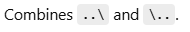 Combines ..\ and \...